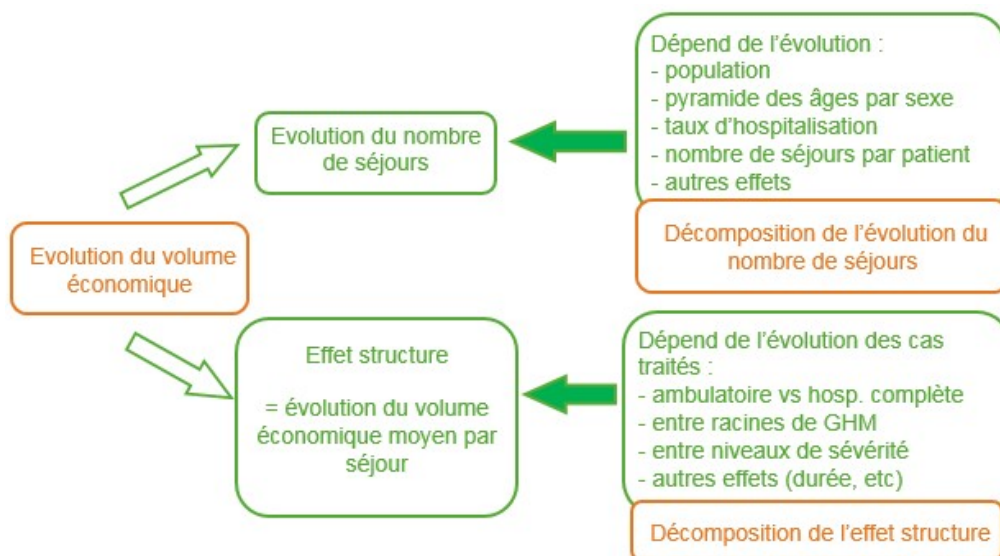 Dépend de l'évolution :
- population
- pyramide des âges par sexe
- taux d'hospitalisation
- nombre de séjours par patient
- autres effets
Evolution du nombre
de séjours
Décomposition de l'évolution du
nombre de séjours
Evolution du volume
économique
Effet structure
= évolution du volume
économique moyen par
séjour
Dépend de l'évolution des cas
traités :
- ambulatoire vs hosp. complète
- entre racines de GHM
- entre niveaux de sévérité
- autres effets (durée, etc)
Décomposition de l'effet structure